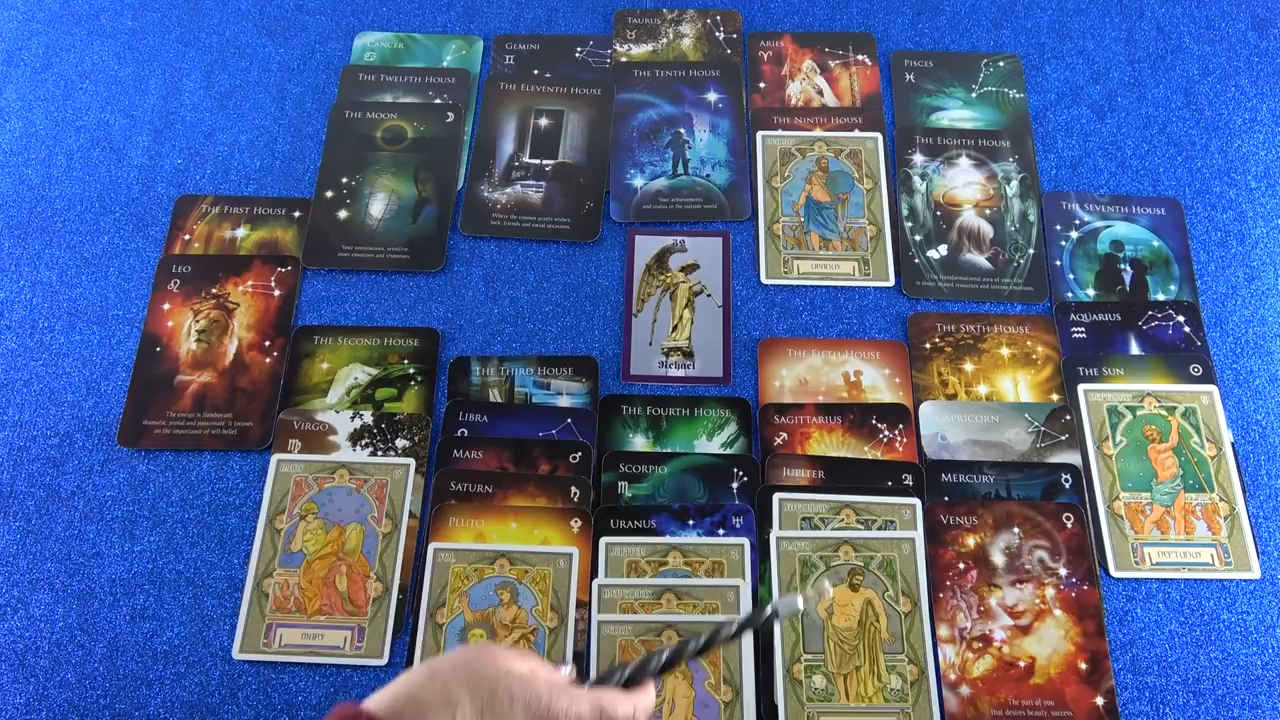 CANCER
THE TWELFTH HOUSE
THE MOON
Your unconscious, sensitive,
inner emotions and responses.
GEMINI
THE ELEVENTH HOUSE
Where the cosmos grants wishes,
luck, friends and social occasions.
TAURUS
THE TENTH HOUSE
Your achievements
and status in the outside world.
ARIES
THE NINTH HOUSE
URANUS
PISCES
THE EIGHTH HOUSE
This transformational area of your life
is about shared resources and intense emotions.
THE SEVENTH HOUSE
AQUARIUS
THE SUN
NEPTUNUS
THE FIRST HOUSE
LEO
The energy is flamboyant,
dramatic, proud and passionate. It focuses
on the importance of self-belief.
39
Rehael
THE SECOND HOUSE
VIRGO
MARS
THE THIRD HOUSE
LIBRA
MARS
SATURN
PLUTO
SOL
THE FOURTH HOUSE
SCORPIO
URANUS
JUPITER
THE FIFTH HOUSE
SAGITTARIUS
JUPITER
THE SIXTH HOUSE
CAPRICORN
MERCURY
VENUS
The part of you
that desires beauty, success,